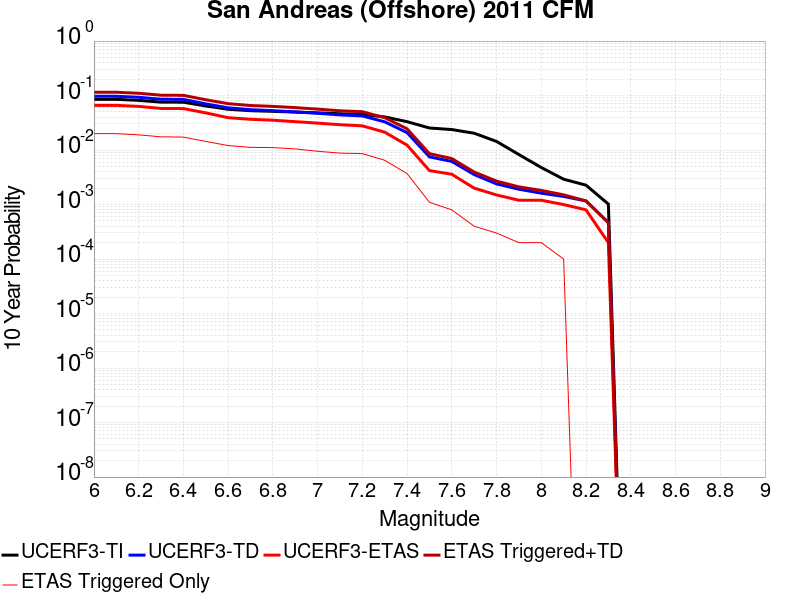 San Andreas (Offshore) 2011 CFM
10^0
10^-1
10^-2
10^-3
10^-4
10^-5
10^-6
10^-7
10^-8
10 Year Probability
6 6.2 6.4 6.6 6.8 7 7.2 7.4 7.6 7.8 8 8.2 8.4 8.6 8.8 9
Magnitude
UCERF3-TI UCERF3-TD UCERF3-ETAS ETAS Triggered+TD
ETAS Triggered Only